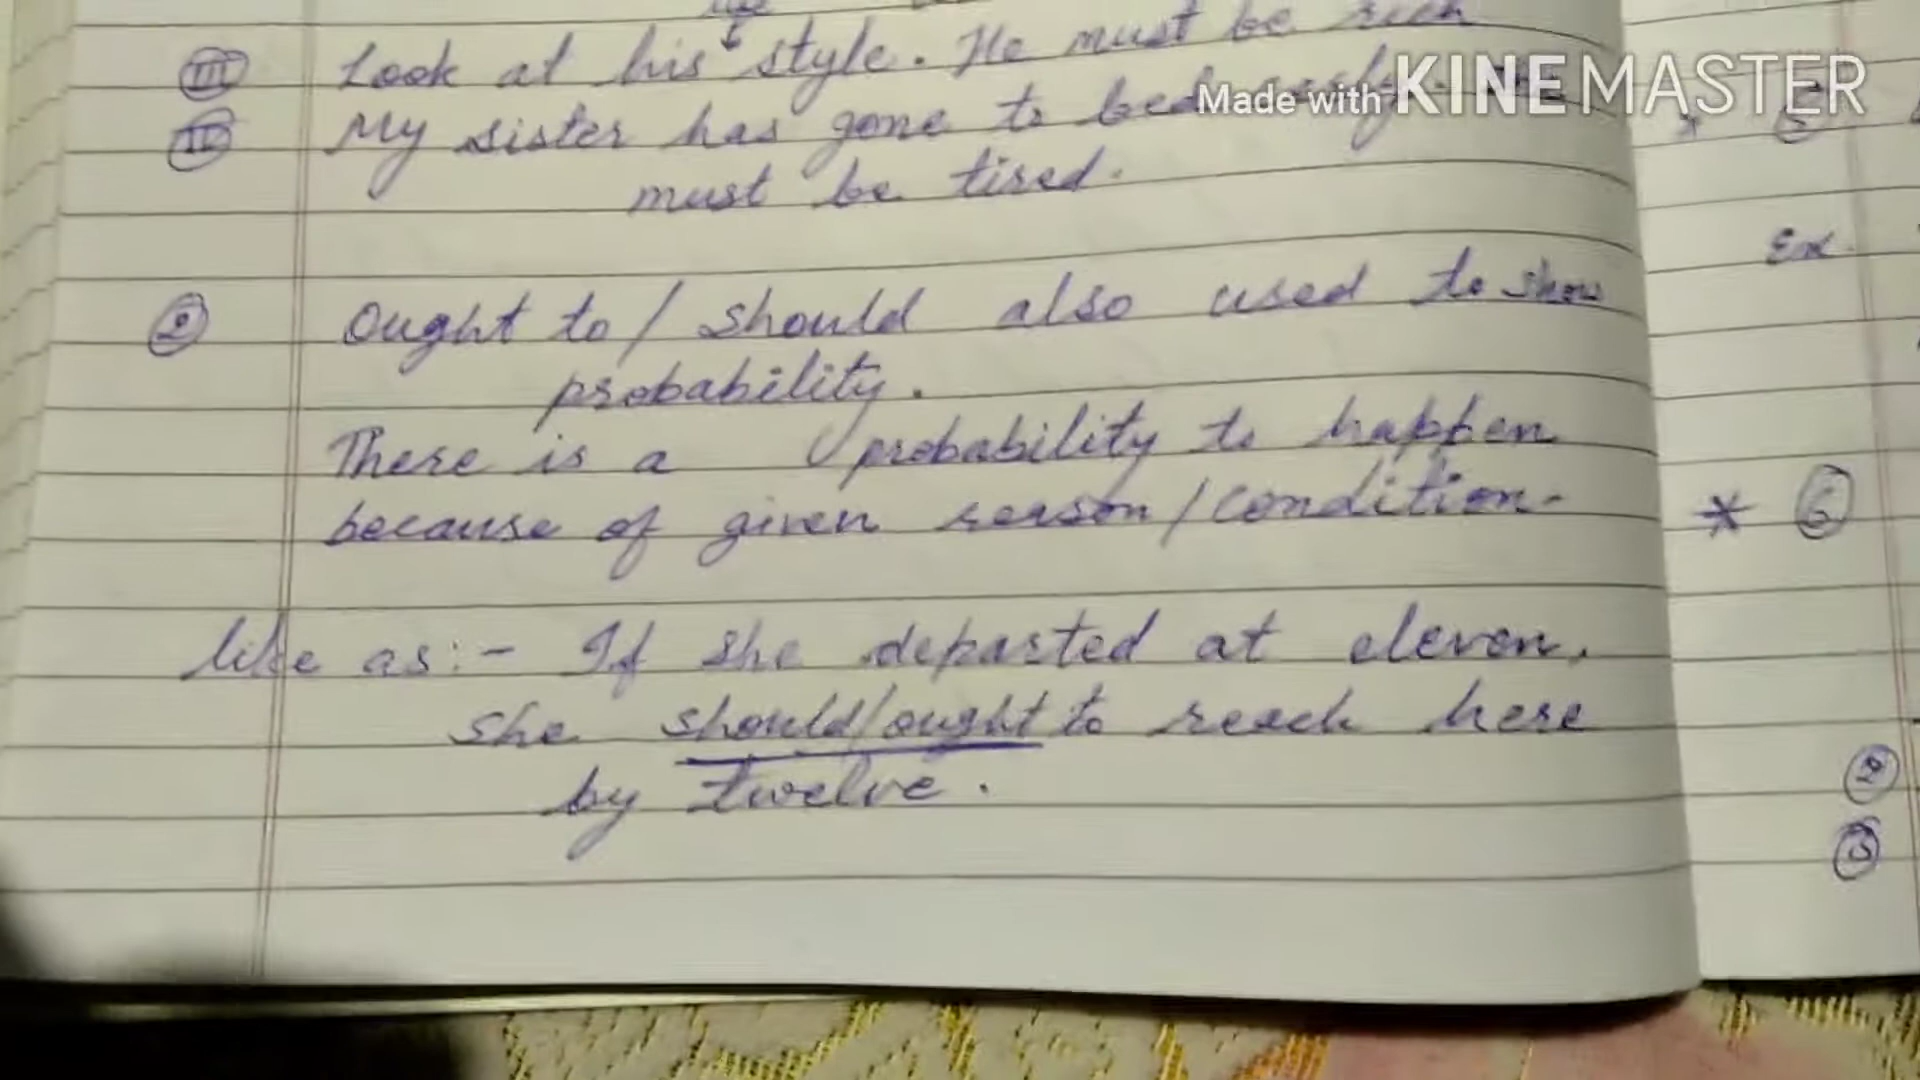 III Look at his style. He must be rich
IV My sister has gone to bed early.
must be tired.
2 Ought to / should also used to show
probability.
There is a probability to happen
because of given reason / condition-
like as:- If she departed at eleven.
she should/ought to reach here
by twelve.
Made with KINEMASTER
* 5
Ex.
* 6
2
3